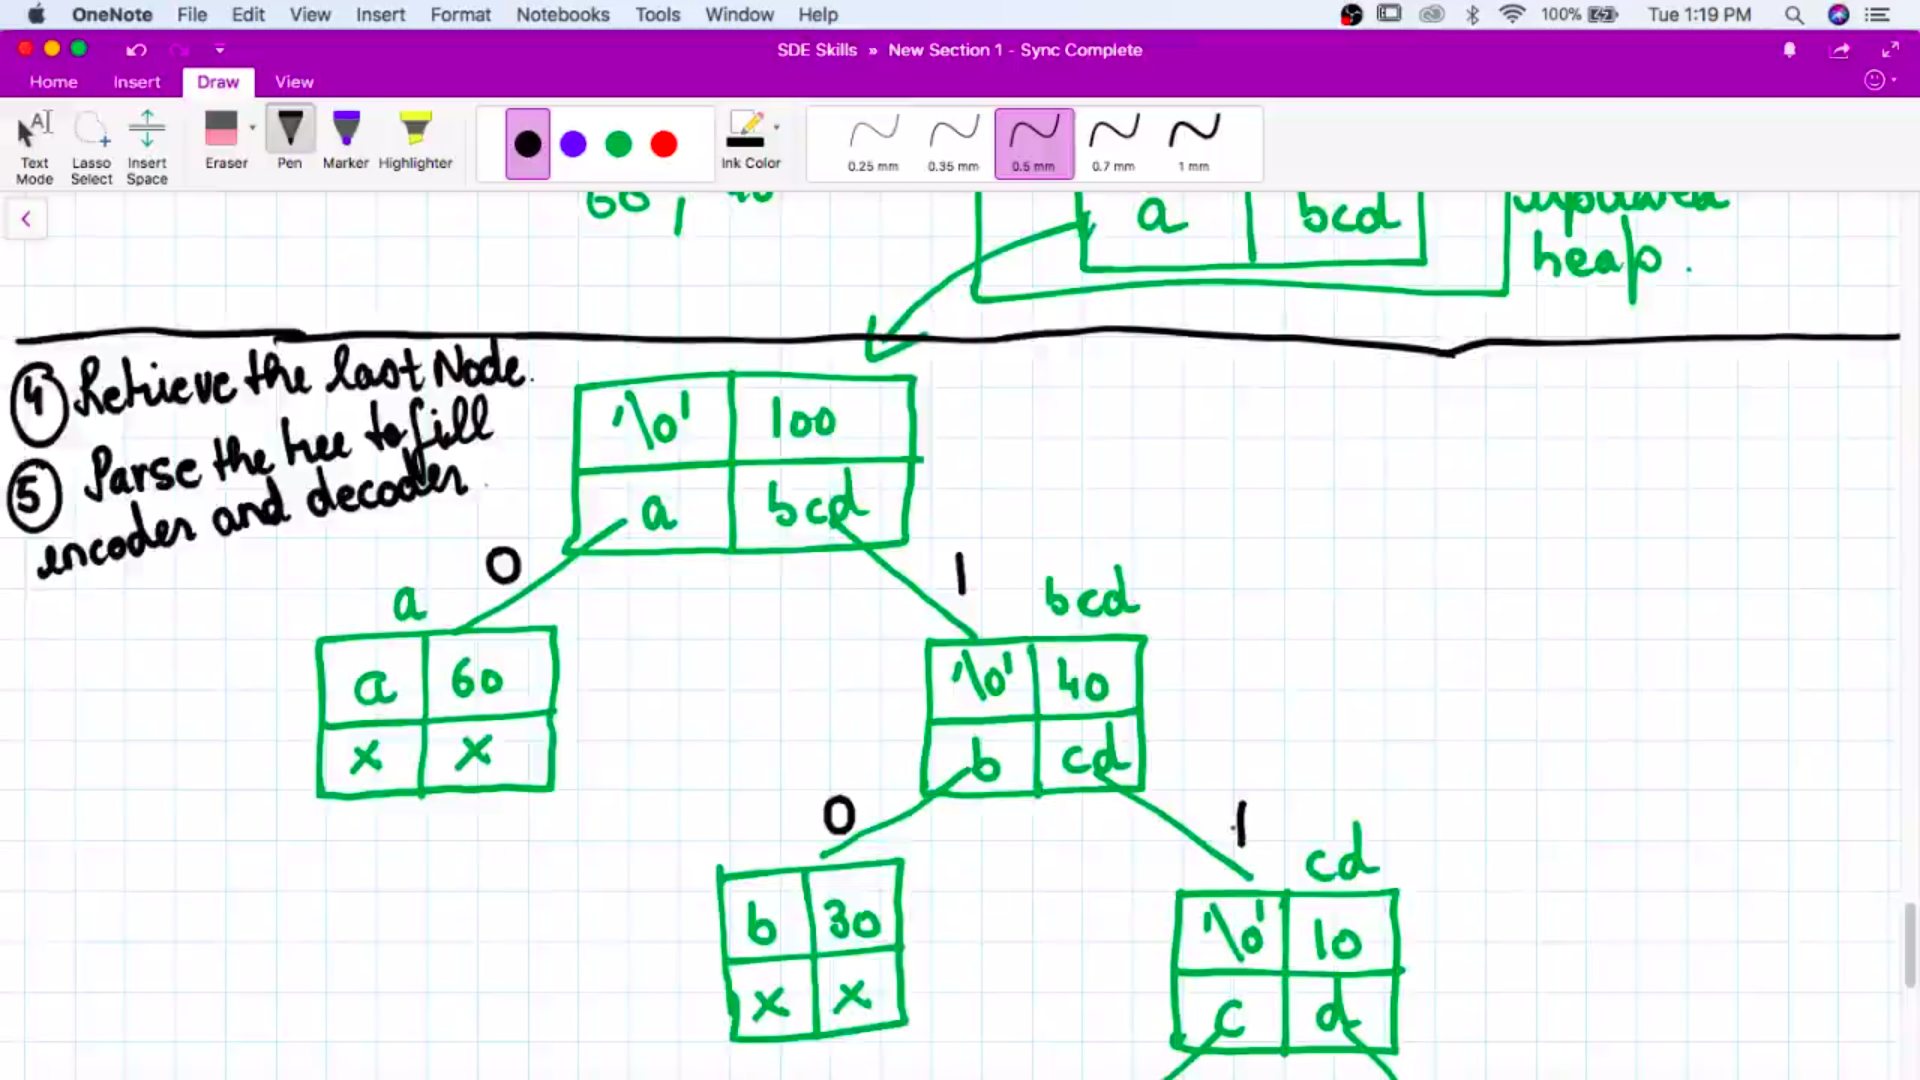 OneNote File Edit View Insert Format Notebooks Tools Window Help 100% Tue 1:19 PM
SDE Skills » New Section 1 - Sync Complete
Home Insert Draw View
Text Mode
Lasso Select
Insert Space
Eraser
Pen
Marker
Highlighter
Ink Color
0.25 mm
0.35 mm
0.5 mm
0.7 mm
1 mm
60, 40
a bcd
updated
heap.
④ Retrieve the last Node.
⑤ Parse the tree to fill
encoder and decoder.
'\0' 100
a bcd
0 1
a
a 60
x x
bcd
'\0' 40
b cd
0 1
b 30
x x
cd
'\0' 10
c d